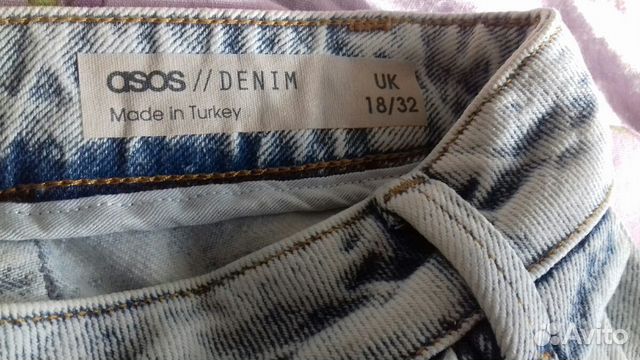 asos // DENIM
Made in Turkey
UK
18/32
Avito